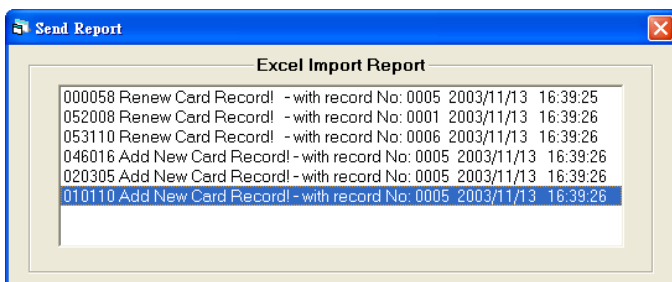 Send Report
Excel Import Report
000058 Renew Card Record!  - with record No: 0005  2003/11/13  16:39:25
052008 Renew Card Record!  - with record No: 0001  2003/11/13  16:39:26
053110 Renew Card Record!  - with record No: 0006  2003/11/13  16:39:26
046016 Add New Card Record! - with record No: 0005  2003/11/13  16:39:26
020305 Add New Card Record! - with record No: 0005  2003/11/13  16:39:26
010110 Add New Card Record! - with record No: 0005  2003/11/13  16:39:26